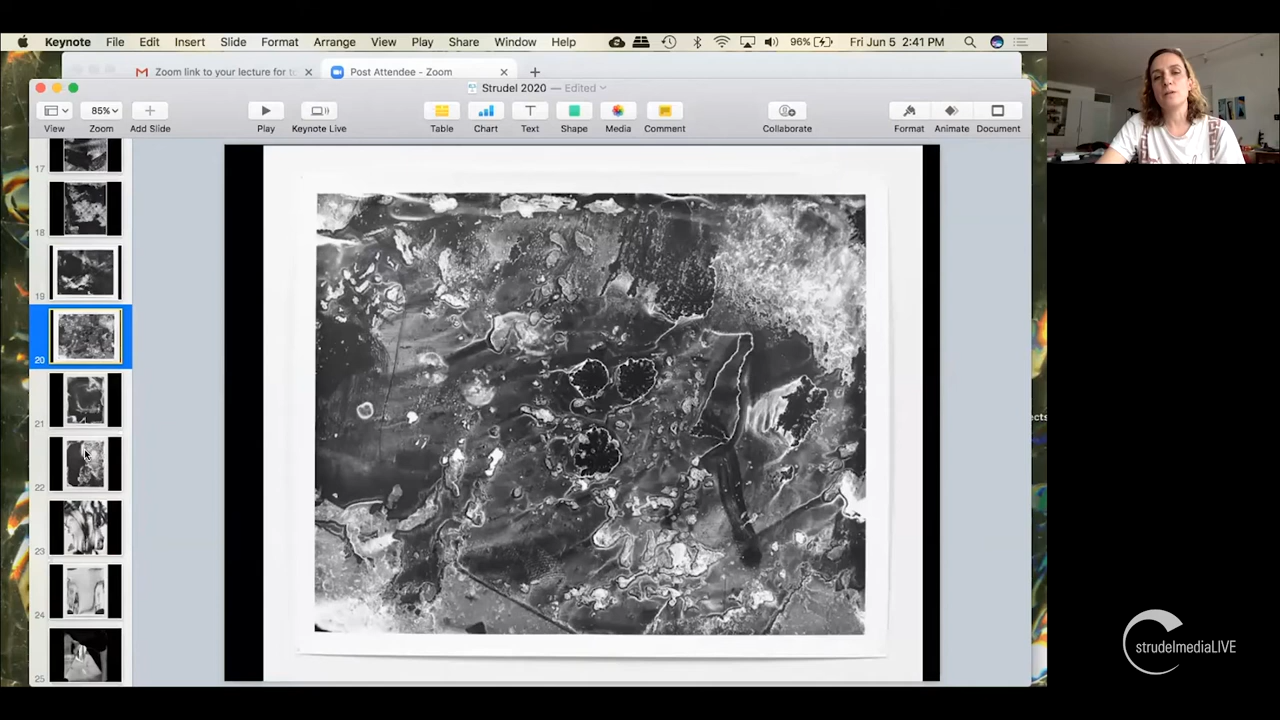 Keynote File Edit Insert Slide Format Arrange View Play Share Window Help 96% Fri Jun 5 2:41 PM
Zoom link to your lecture for to
Post Attendee - Zoom
Strudel 2020 — Edited
85%
View Zoom Add Slide Play Keynote Live Table Chart Text Shape Media Comment Collaborate Format Animate Document
17
18
19
20
21
22
23
24
25
strudelmediaLIVE